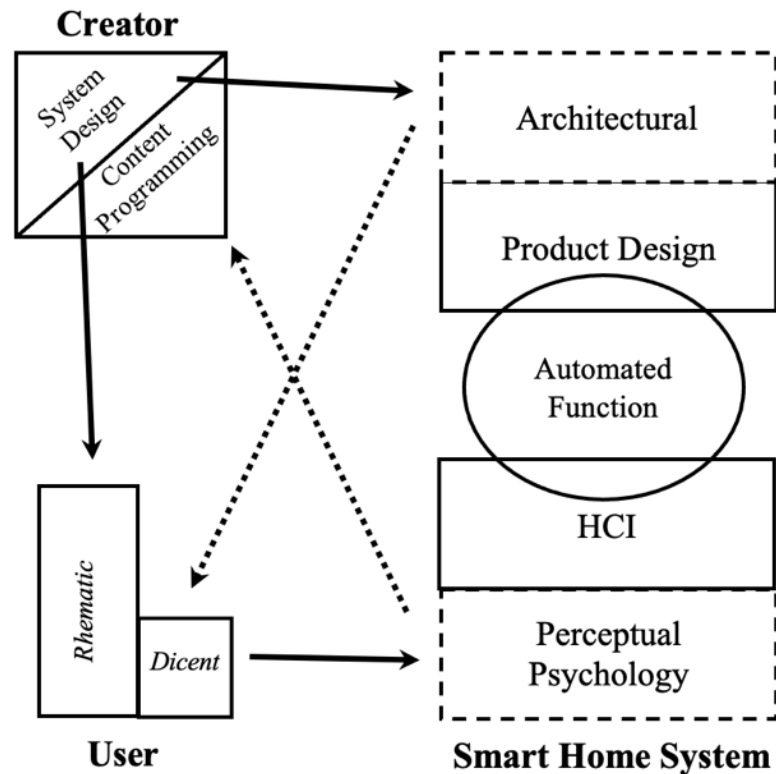 Creator
System
Design
Content
Programming
Architectural
Product Design
Automated
Function
HCI
Perceptual
Psychology
Rhematic
Dicent
User
Smart Home System